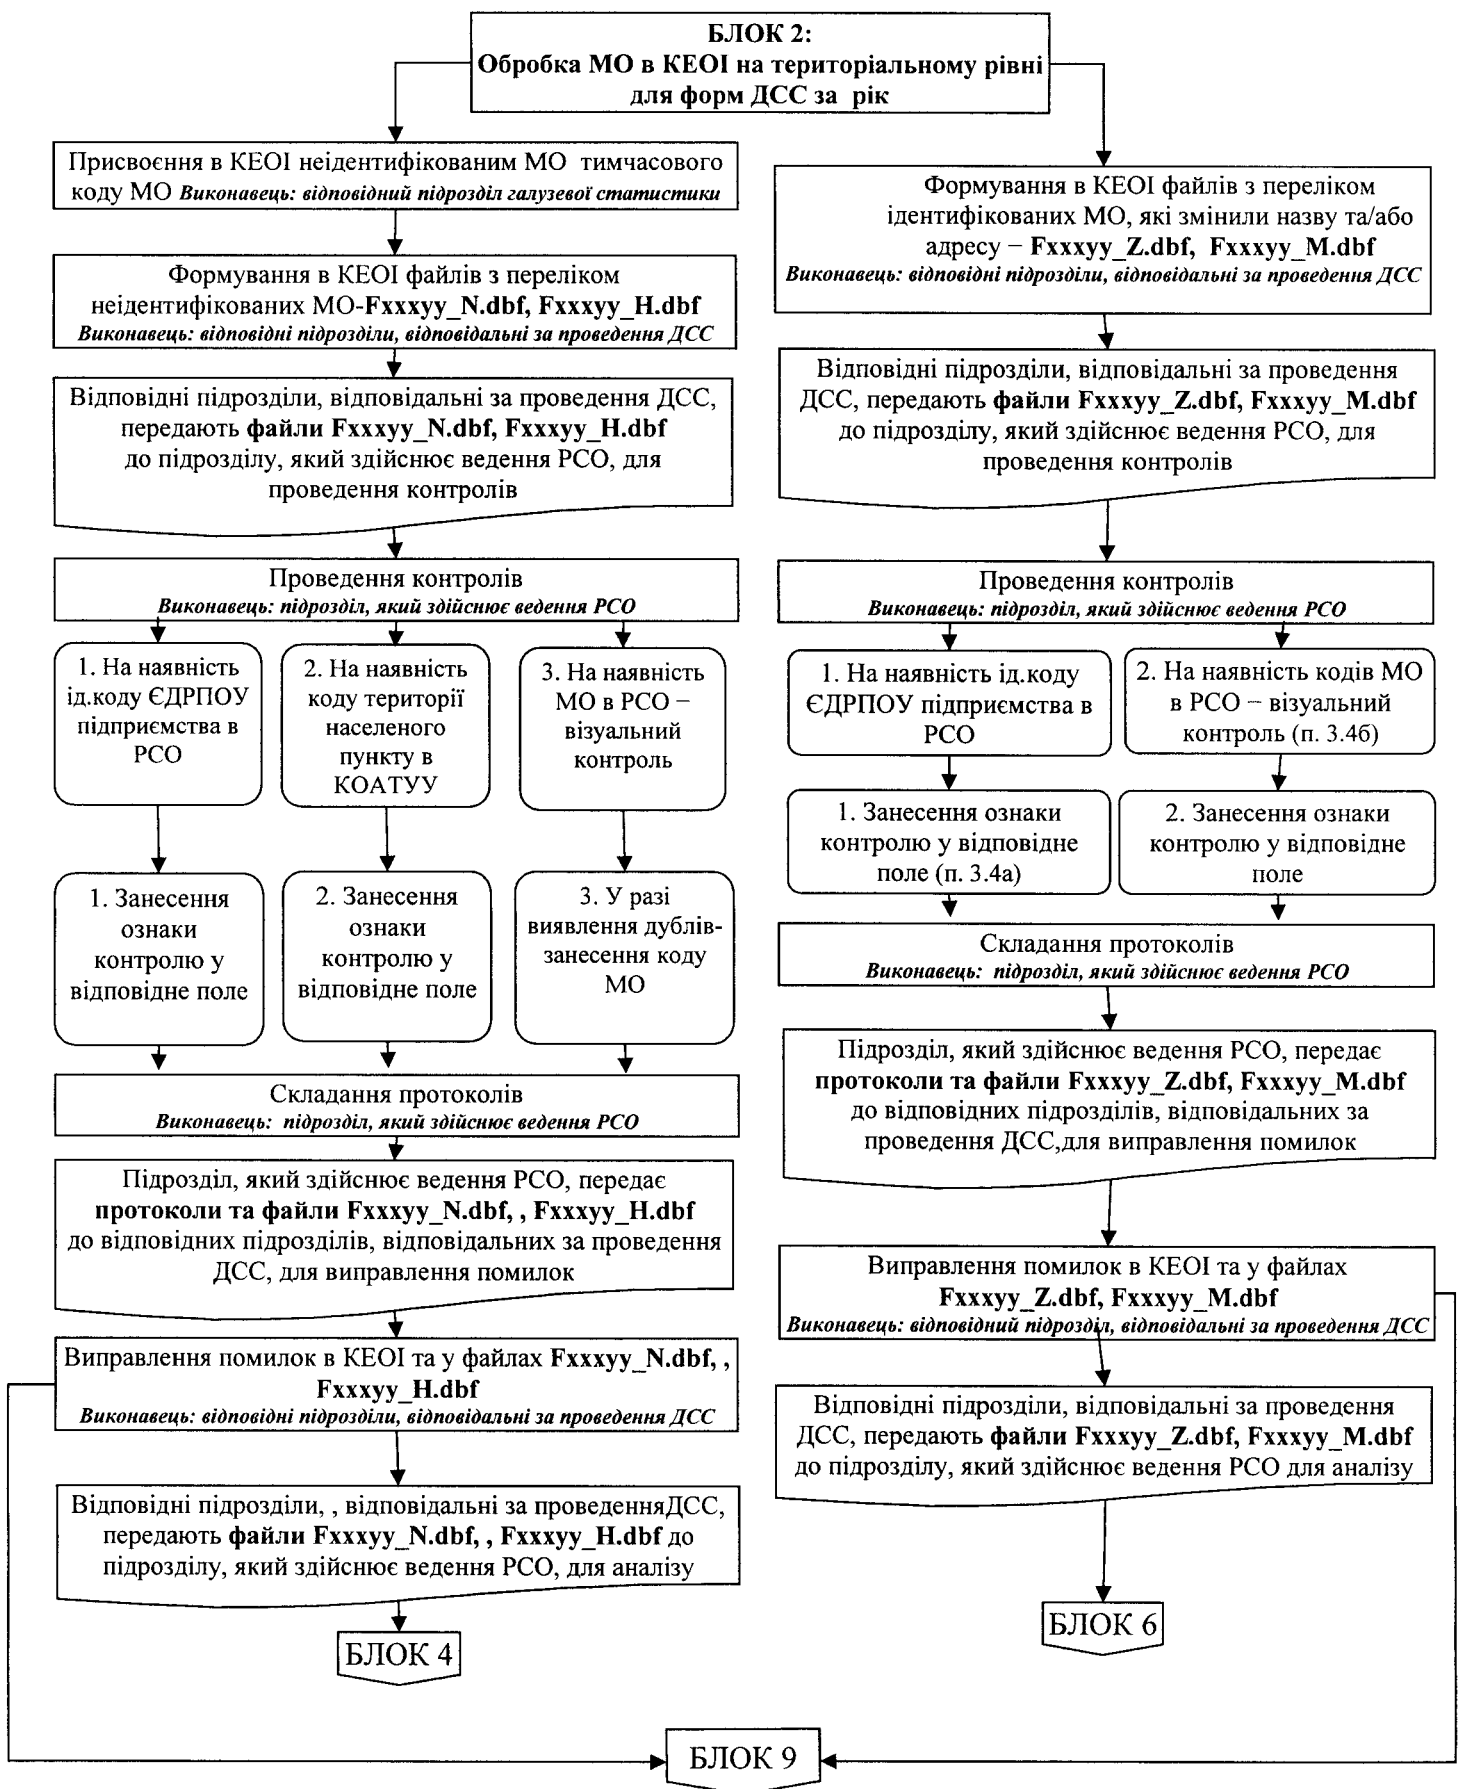 БЛОК 2:
Обробка МО в КЕОІ на територіальному рівні
для форм ДСС за рік
Присвоєння в КЕОІ неідентифікованим МО тимчасового
коду МО Виконавець: відповідний підрозділ галузевої статистики
Формування в КЕОІ файлів з переліком
неідентифікованих МО-Fxxxyy_N.dbf, Fxxxyy_H.dbf
Виконавець: відповідні підрозділи, відповідальні за проведення ДСС
Відповідні підрозділи, відповідальні за проведення ДСС,
передають файли Fxxxyy_N.dbf, Fxxxyy_H.dbf
до підрозділу, який здійснює ведення РСО, для
проведення контролів
Проведення контролів
Виконавець: підрозділ, який здійснює ведення РСО
1. На наявність
ід.коду ЄДРПОУ
підприємства в
РСО
2. На наявність
коду території
населеного
пункту в
КОАТУУ
3. На наявність
МО в РСО –
візуальний
контроль
1. Занесення
ознаки
контролю у
відповідне поле
2. Занесення
ознаки
контролю у
відповідне поле
3. У разі
виявлення дублів-
занесення коду
МО
Складання протоколів
Виконавець: підрозділ, який здійснює ведення РСО
Підрозділ, який здійснює ведення РСО, передає
протоколи та файли Fxxxyy_N.dbf, , Fxxxyy_H.dbf
до відповідних підрозділів, відповідальних за проведення
ДСС, для виправлення помилок
Виправлення помилок в КЕОІ та у файлах Fxxxyy_N.dbf, ,
Fxxxyy_H.dbf
Виконавець: відповідні підрозділи, відповідальні за проведення ДСС
Відповідні підрозділи, , відповідальні за проведенняДСС,
передають файли Fxxxyy_N.dbf, , Fxxxyy_H.dbf до
підрозділу, який здійснює ведення РСО, для аналізу
БЛОК 4
Формування в КЕОІ файлів з переліком
ідентифікованих МО, які змінили назву та/або
адресу – Fxxxyy_Z.dbf, Fxxxyy_M.dbf
Виконавець: відповідні підрозділи, відповідальні за проведення ДСС
Відповідні підрозділи, відповідальні за проведення
ДСС, передають файли Fxxxyy_Z.dbf, Fxxxyy_M.dbf
до підрозділу, який здійснює ведення РСО, для
проведення контролів
Проведення контролів
Виконавець: підрозділ, який здійснює ведення РСО
1. На наявність ід.коду
ЄДРПОУ підприємства в
РСО
2. На наявність кодів МО
в РСО – візуальний
контроль (п. 3.4б)
1. Занесення ознаки
контролю у відповідне
поле (п. 3.4а)
2. Занесення ознаки
контролю у відповідне
поле
Складання протоколів
Виконавець: підрозділ, який здійснює ведення РСО
Підрозділ, який здійснює ведення РСО, передає
протоколи та файли Fxxxyy_Z.dbf, Fxxxyy_M.dbf
до відповідних підрозділів, відповідальних за
проведення ДСС,для виправлення помилок
Виправлення помилок в КЕОІ та у файлах
Fxxxyy_Z.dbf, Fxxxyy_M.dbf
Виконавець: відповідний підрозділ, відповідальні за проведення ДСС
Відповідні підрозділи, відповідальні за проведення
ДСС, передають файли Fxxxyy_Z.dbf, Fxxxyy_M.dbf
до підрозділу, який здійснює ведення РСО для аналізу
БЛОК 6
БЛОК 9